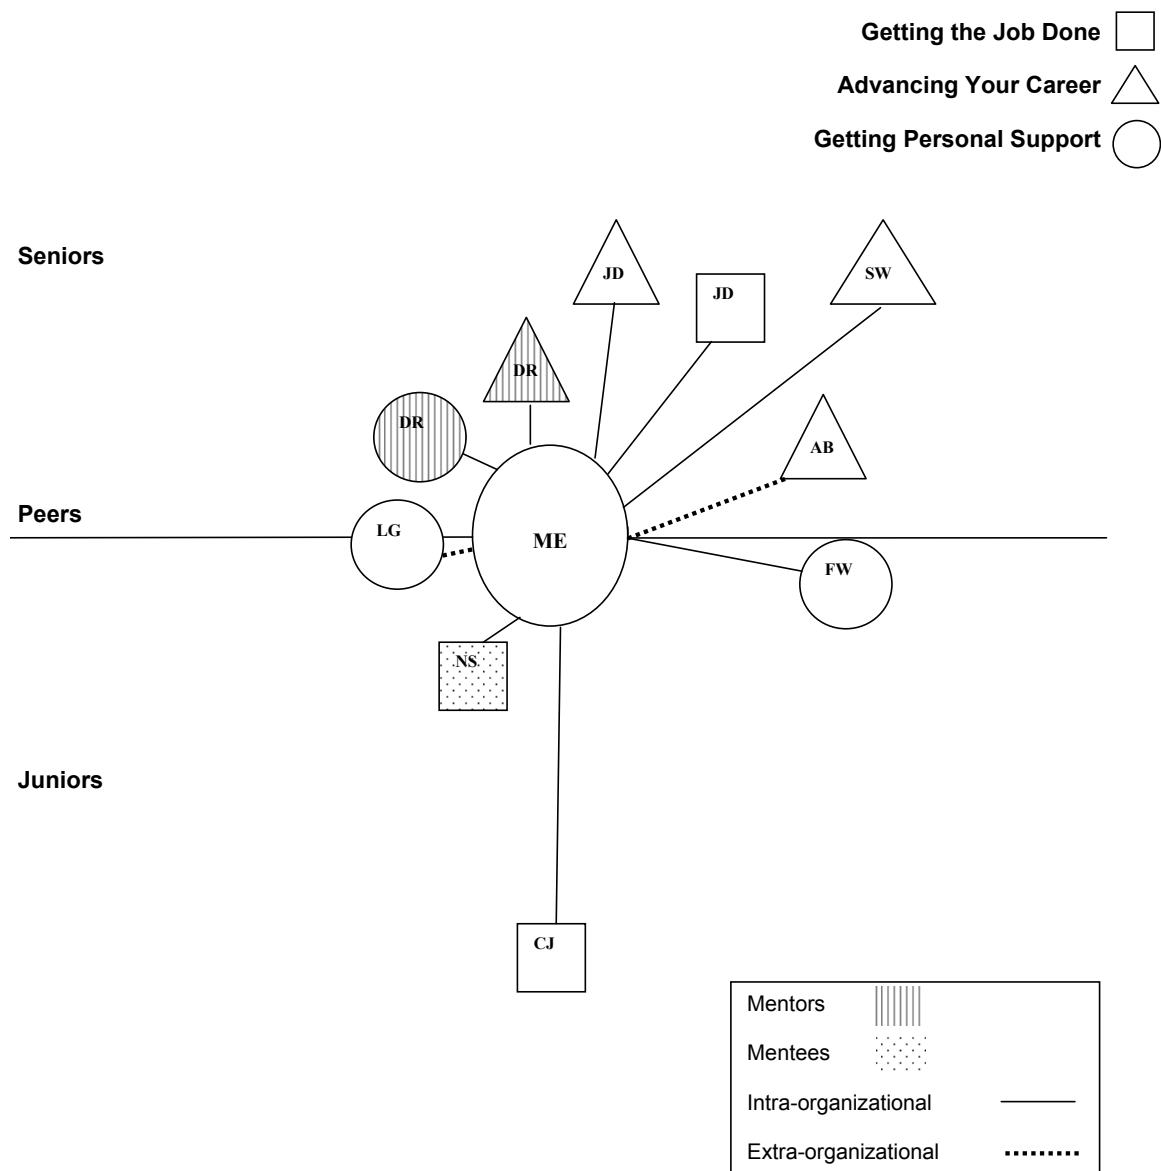 Getting the Job Done
Advancing Your Career
Getting Personal Support
Seniors
JD
SW
JD
DR
DR
AB
Peers
LG
ME
FW
NS
Juniors
CJ
Mentors
Mentees
Intra-organizational
Extra-organizational